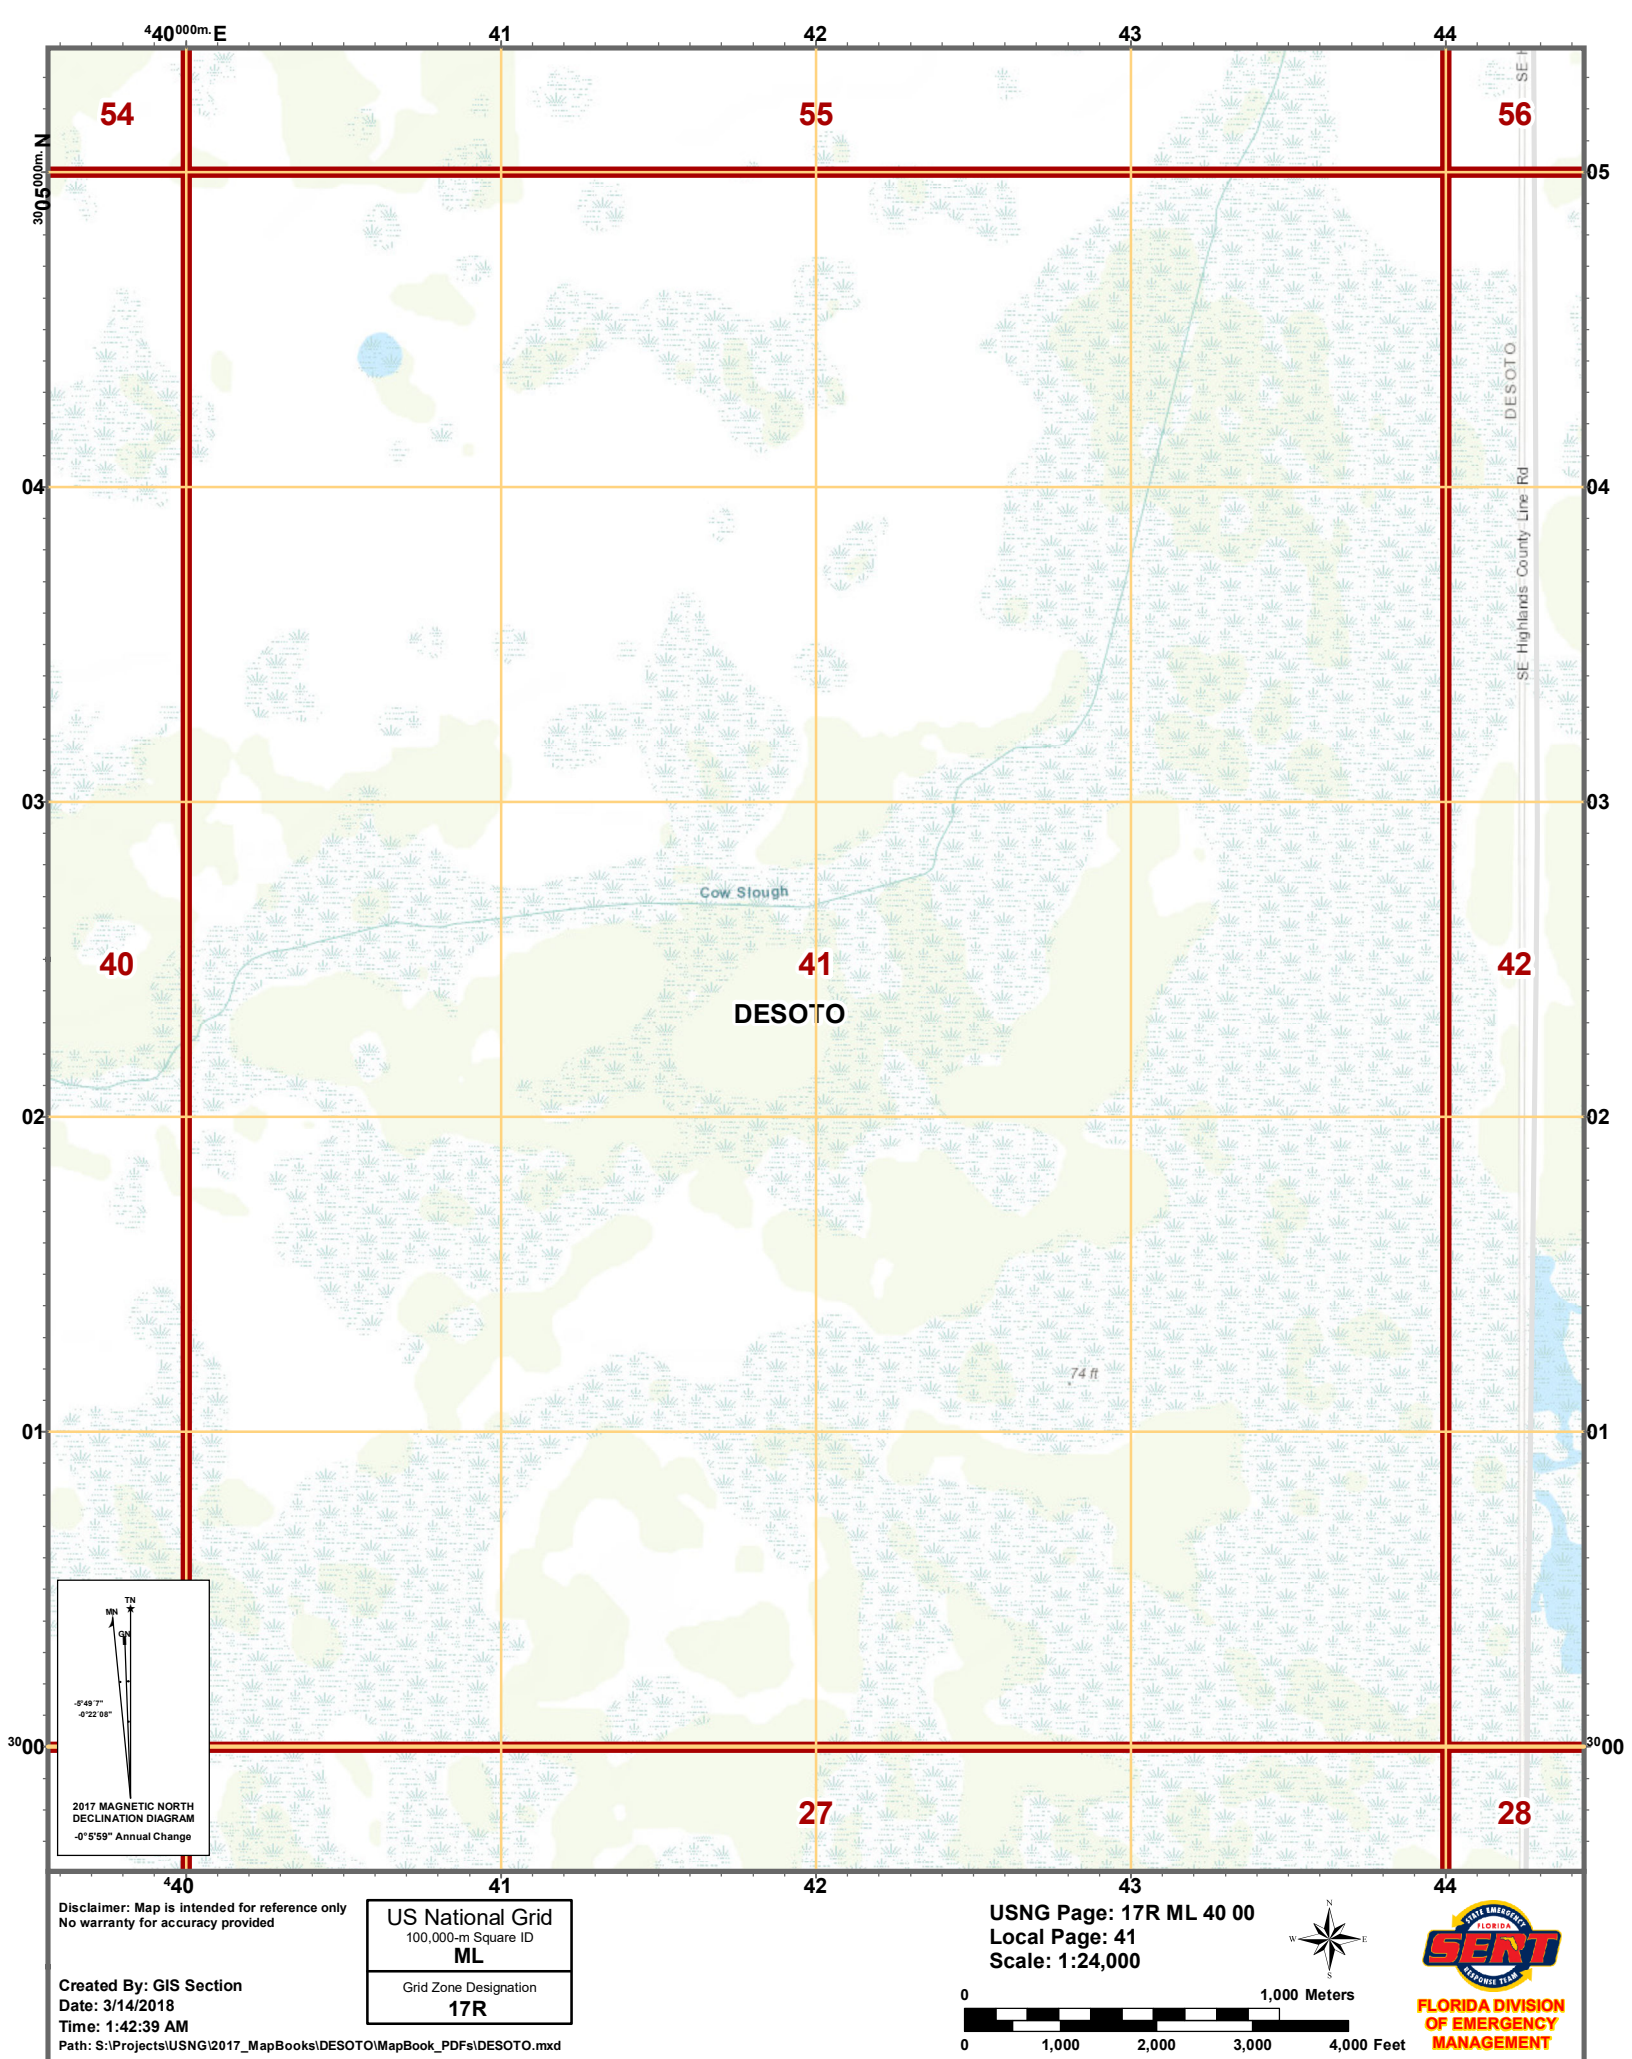 ⁴40⁰⁰⁰ᵐ·E 41 42 43 44
54 55 56
SE H
³⁰05⁰⁰⁰ᵐ·N 05
DESOTO
04 04
SE Highlands County Line Rd
03 03
Cow Slough
40 41 42
DESOTO
02 02
74 ft
01 01
TN
MN
GN
-5°49'7"
-0°22'08"
³⁰00 ³⁰00
2017 MAGNETIC NORTH
DECLINATION DIAGRAM
-0°5'59" Annual Change
27 28
⁴40 41 42 43 44
Disclaimer: Map is intended for reference only
No warranty for accuracy provided
Created By: GIS Section
Date: 3/14/2018
Time: 1:42:39 AM
Path: S:\Projects\USNG\2017_MapBooks\DESOTO\MapBook_PDFs\DESOTO.mxd
US National Grid
100,000-m Square ID
ML
Grid Zone Designation
17R
USNG Page: 17R ML 40 00
Local Page: 41
Scale: 1:24,000
N
W E
S
0 1,000 Meters
0 1,000 2,000 3,000 4,000 Feet
STATE EMERGENCY
FLORIDA
SERT
RESPONSE TEAM
FLORIDA DIVISION
OF EMERGENCY
MANAGEMENT